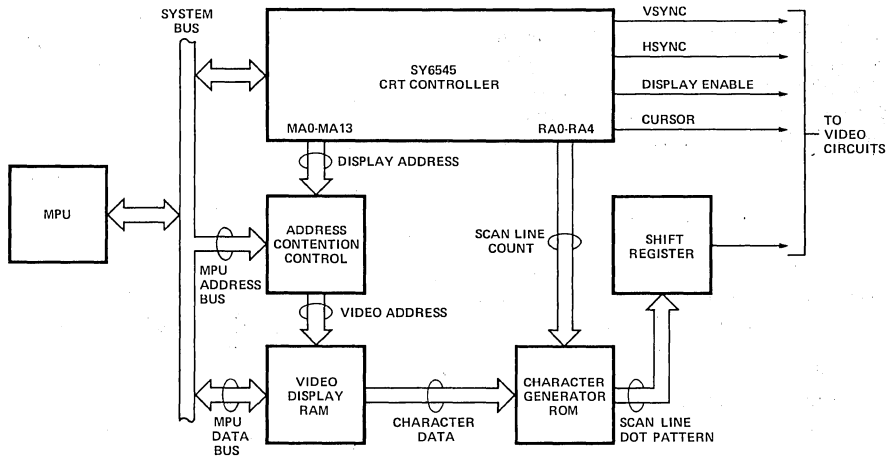 SYSTEM
BUS
SY6545
CRT CONTROLLER
MA0-MA13
RA0-RA4
VSYNC
HSYNC
DISPLAY ENABLE
CURSOR
TO
VIDEO
CIRCUITS
DISPLAY ADDRESS
MPU
ADDRESS
CONTENTION
CONTROL
SCAN LINE
COUNT
SHIFT
REGISTER
MPU
ADDRESS
BUS
VIDEO ADDRESS
VIDEO
DISPLAY
RAM
CHARACTER
GENERATOR
ROM
MPU
DATA
BUS
CHARACTER
DATA
SCAN LINE
DOT PATTERN